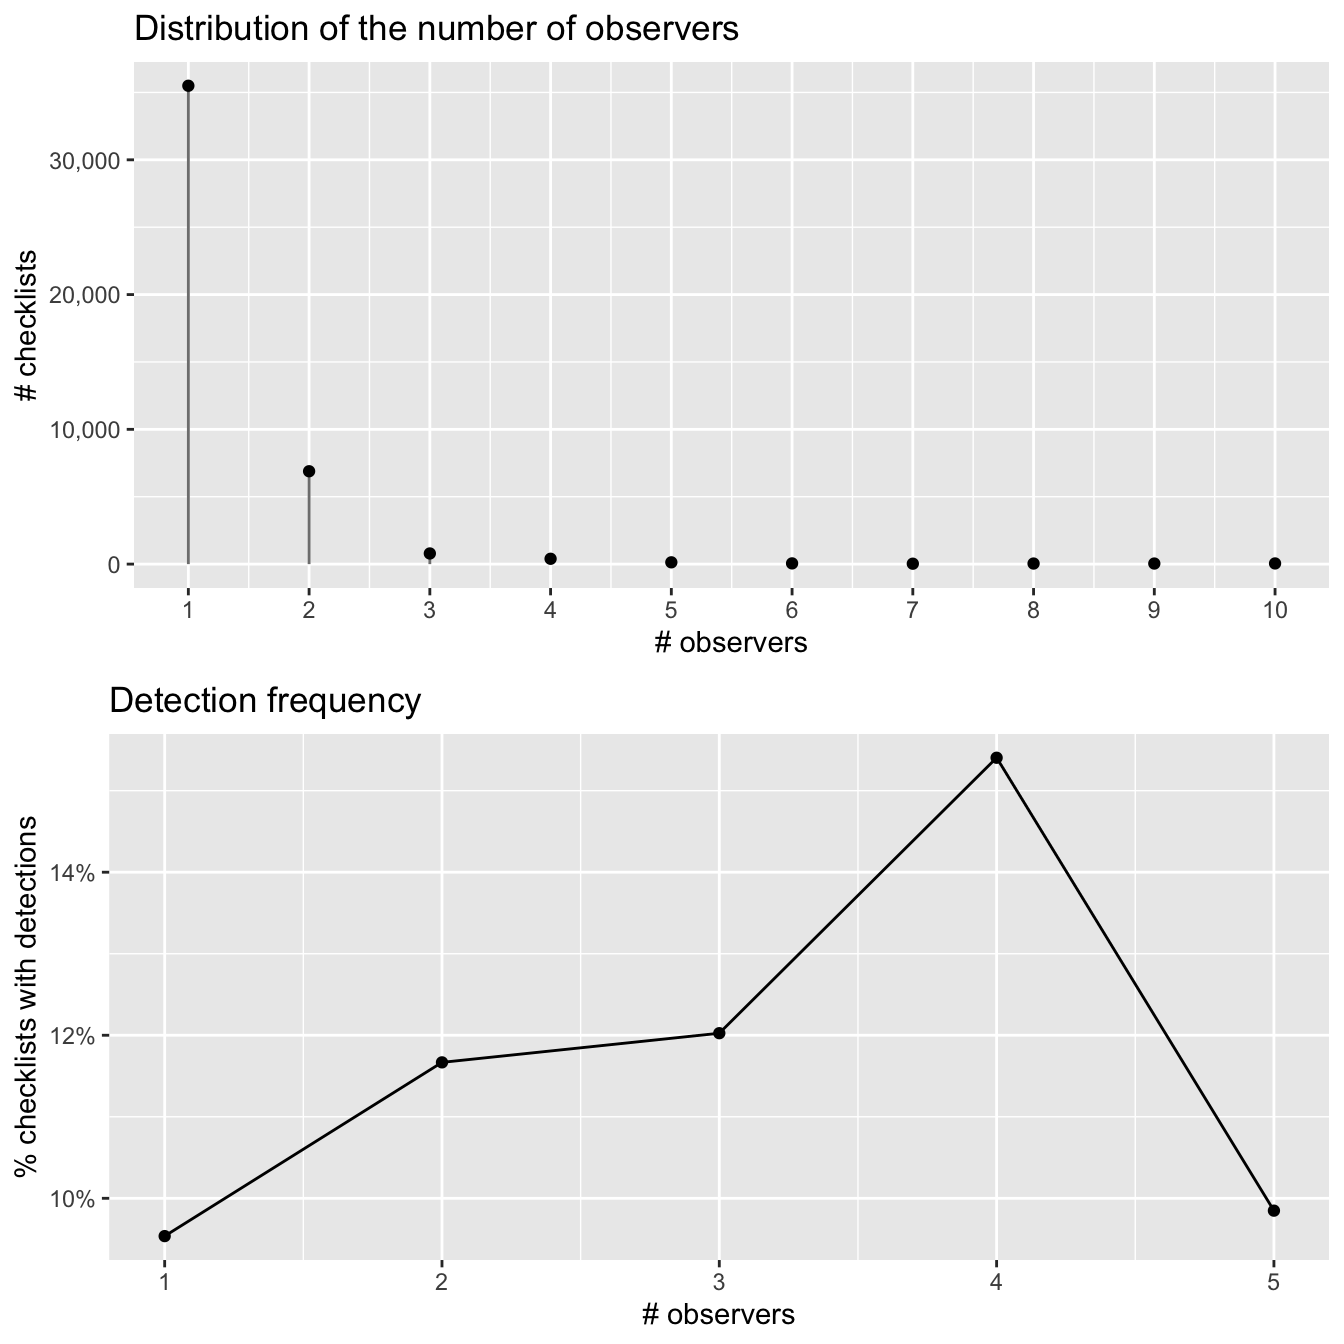 Distribution of the number of observers
# checklists
30,000
20,000
10,000
0
1 2 3 4 5 6 7 8 9 10
# observers
Detection frequency
% checklists with detections
14%
12%
10%
1 2 3 4 5
# observers